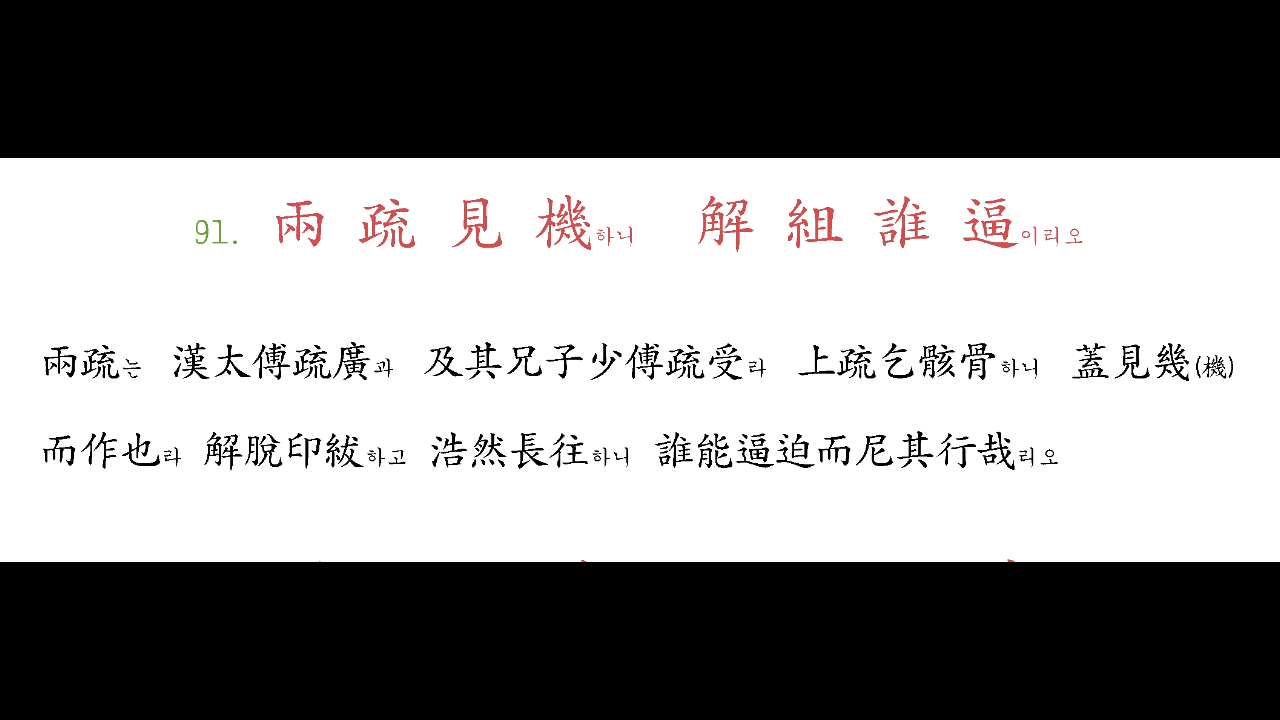 91. 兩疏見機하니 解組誰逼이리오
兩疏는 漢太傅疏廣과 及其兄子少傅疏受라 上疏乞骸骨하니 蓋見幾(機)
而作也라 解脫印紱하고 浩然長往하니 誰能逼迫而尼其行哉리오